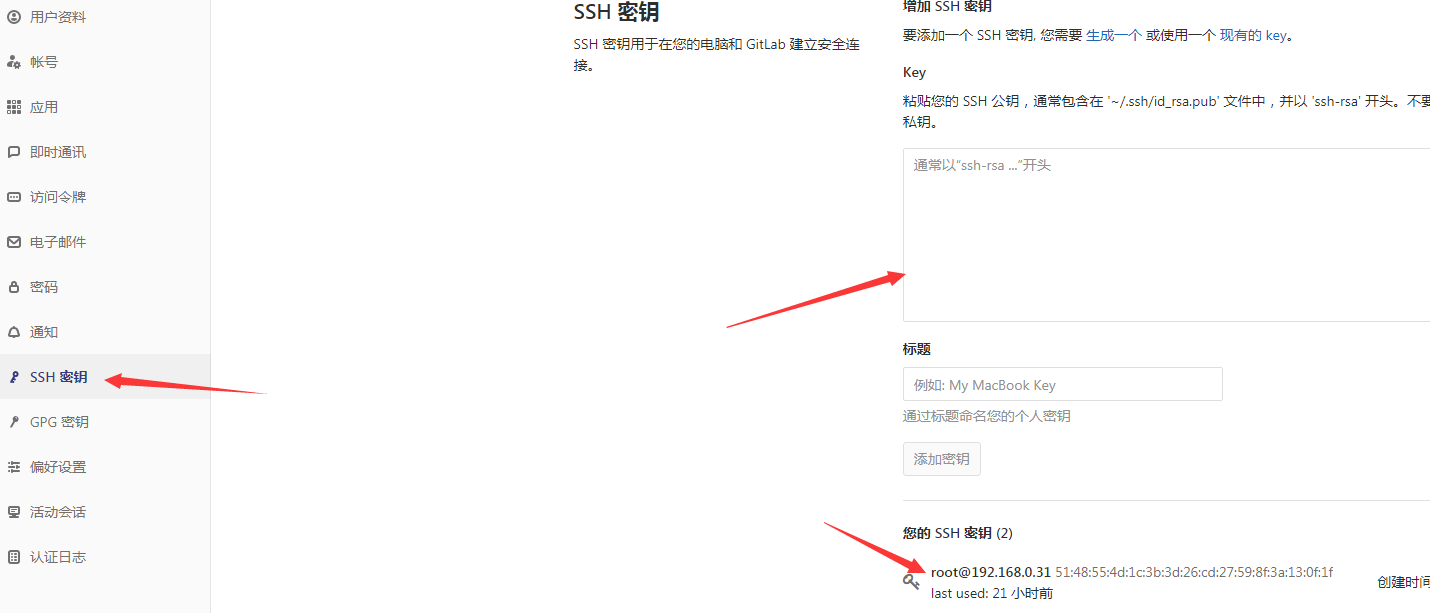 用户资料
帐号
应用
即时通讯
访问令牌
电子邮件
密码
通知
SSH 密钥
GPG 密钥
偏好设置
活动会话
认证日志
SSH 密钥
SSH 密钥用于在您的电脑和 GitLab 建立安全连
接。
增加 SSH 密钥
要添加一个 SSH 密钥, 您需要 生成一个 或使用一个 现有的 key。
Key
粘贴您的 SSH 公钥，通常包含在 '~/.ssh/id_rsa.pub' 文件中，并以 'ssh-rsa' 开头。不要
私钥。
通常以“ssh-rsa ...”开头
标题
例如: My MacBook Key
通过标题命名您的个人密钥
添加密钥
您的 SSH 密钥 (2)
root@192.168.0.31 51:48:55:4d:1c:3b:3d:26:cd:27:59:8f:3a:13:0f:1f
last used: 21 小时前
创建时间